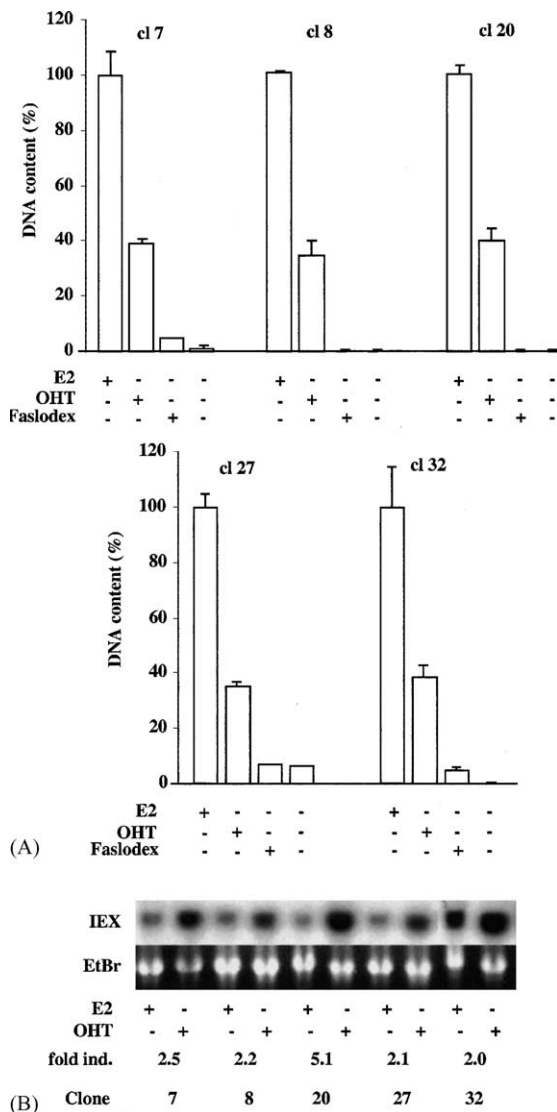 120
cl 7 cl 8 cl 20
100
80
60
40
20
0
DNA content (%)
E2 + - - - + - - - + - - -
OHT - + - - - + - - - + - -
Faslodex - - + - - - + - - - + -
120
cl 27 cl 32
100
80
60
40
20
0
DNA content (%)
E2 + - - - + - - -
OHT - + - - - + - -
Faslodex - - + - - - + -
(A)
IEX
EtBr
E2 + - + - + - + - + -
OHT - + - + - + - + - +
fold ind. 2.5 2.2 5.1 2.1 2.0
(B) Clone 7 8 20 27 32